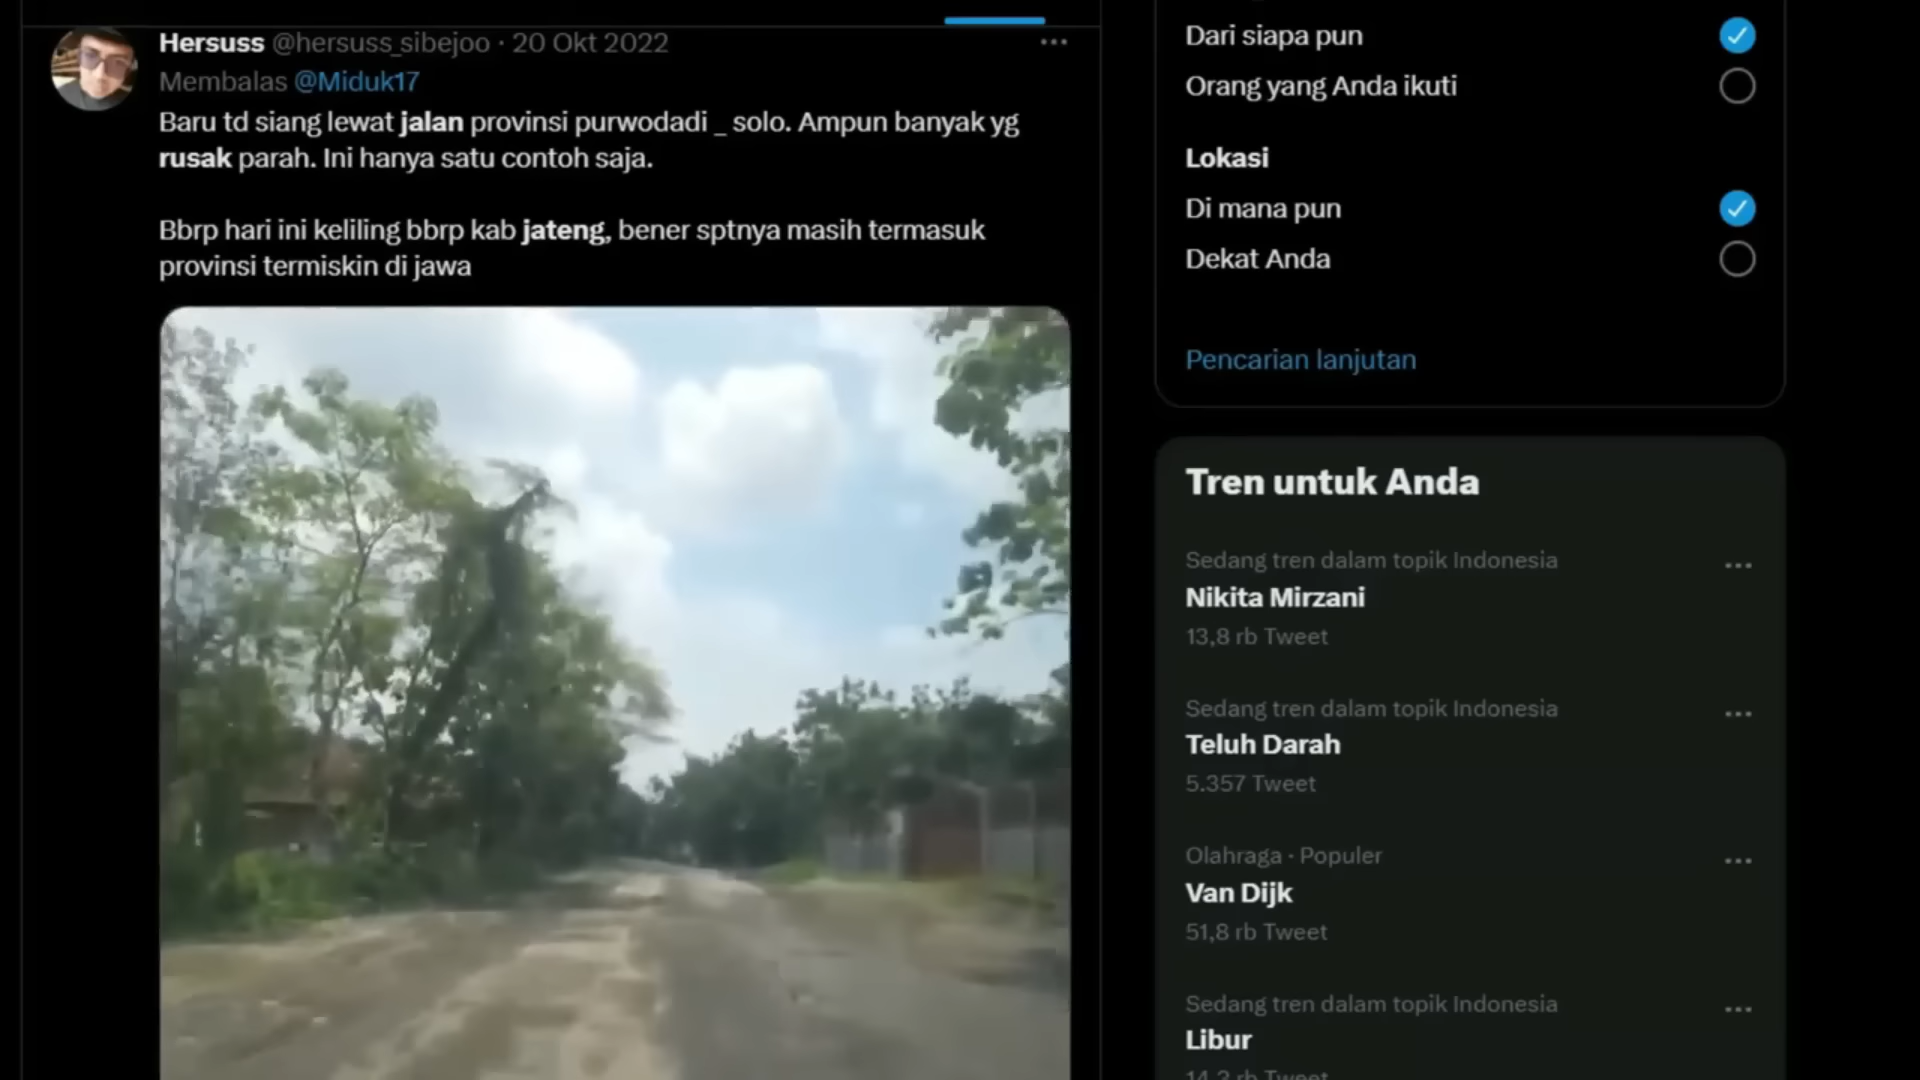 Hersuss @hersuss_sibejoo · 20 Okt 2022
Membalas @Miduk17
Baru td siang lewat jalan provinsi purwodadi _ solo. Ampun banyak yg
rusak parah. Ini hanya satu contoh saja.
Bbrp hari ini keliling bbrp kab jateng, bener sptnya masih termasuk
provinsi termiskin di jawa
Dari siapa pun
Orang yang Anda ikuti
Lokasi
Di mana pun
Dekat Anda
Pencarian lanjutan
Tren untuk Anda
Sedang tren dalam topik Indonesia
Nikita Mirzani
13,8 rb Tweet
Sedang tren dalam topik Indonesia
Teluh Darah
5.357 Tweet
Olahraga · Populer
Van Dijk
51,8 rb Tweet
Sedang tren dalam topik Indonesia
Libur
14,3 rb Tweet